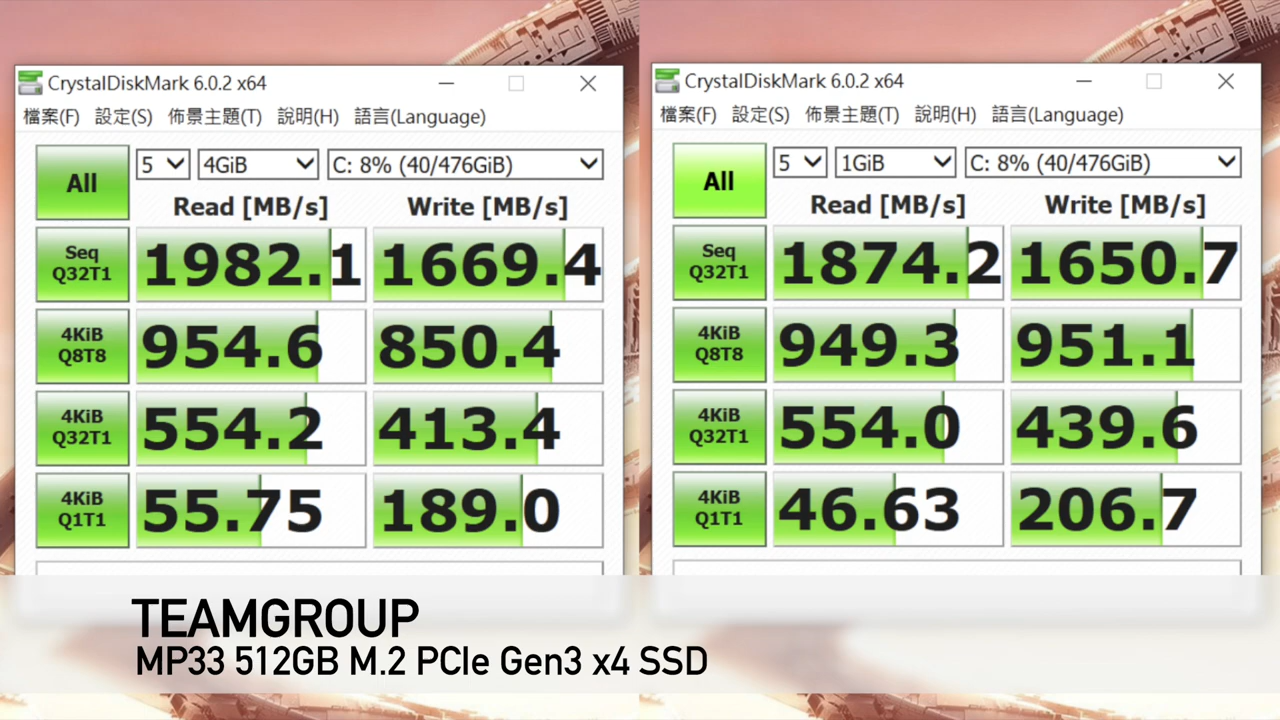 CrystalDiskMark 6.0.2 x64
檔案(F) 設定(S) 佈景主題(T) 說明(H) 語言(Language)
All 5 4GiB C: 8% (40/476GiB)
Read [MB/s] Write [MB/s]
Seq Q32T1 1982.1 1669.4
4KiB Q8T8 954.6 850.4
4KiB Q32T1 554.2 413.4
4KiB Q1T1 55.75 189.0
CrystalDiskMark 6.0.2 x64
檔案(F) 設定(S) 佈景主題(T) 說明(H) 語言(Language)
All 5 1GiB C: 8% (40/476GiB)
Read [MB/s] Write [MB/s]
Seq Q32T1 1874.2 1650.7
4KiB Q8T8 949.3 951.1
4KiB Q32T1 554.0 439.6
4KiB Q1T1 46.63 206.7
TEAMGROUP
MP33 512GB M.2 PCIe Gen3 x4 SSD